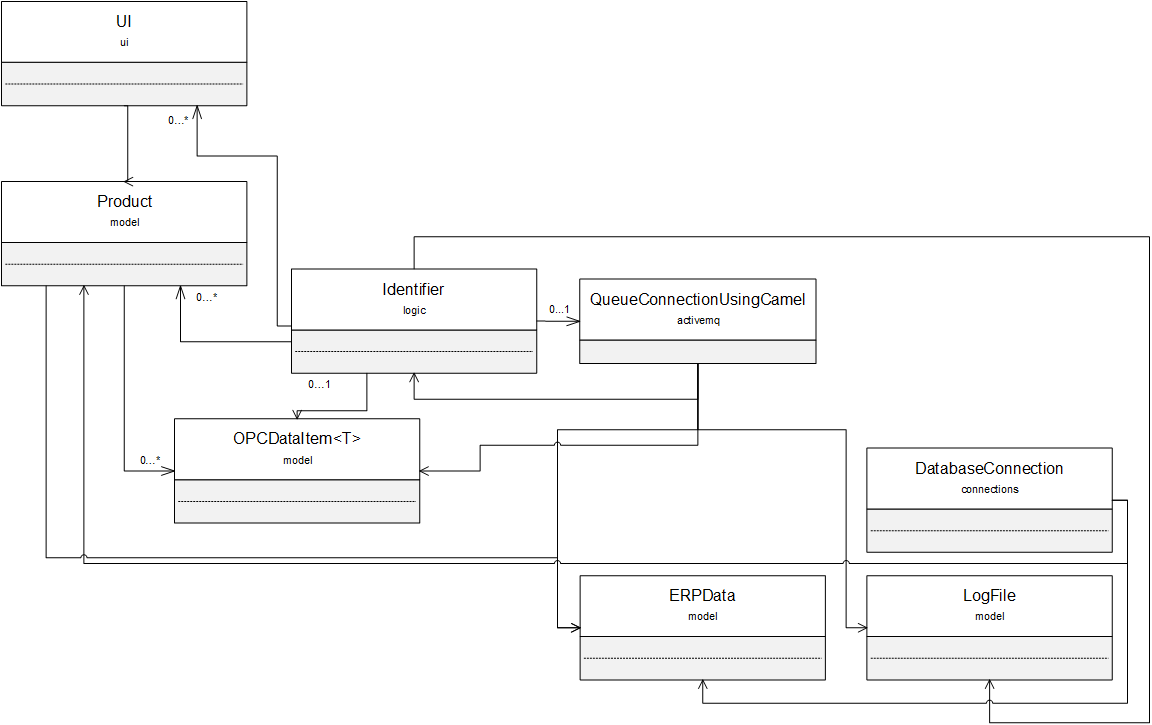 UI
ui
0...*
Product
model
0...*
Identifier
logic
0...1
QueueConnectionUsingCamel
activemq
0...1
OPCDataItem<T>
model
0...*
DatabaseConnection
connections
ERPData
model
LogFile
model